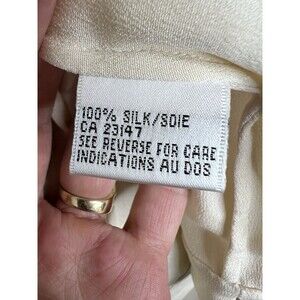 100% SILK/SOIE
CA 23147
SEE REVERSE FOR CARE
INDICATIONS AU DOS